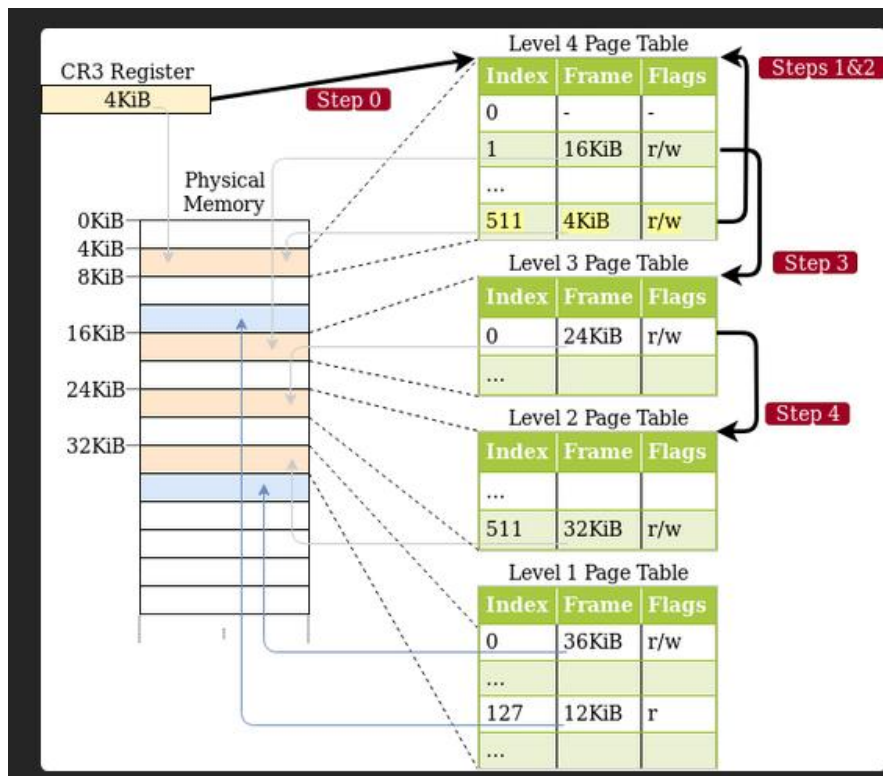 Level 4 Page Table
CR3 Register
4KiB
Step 0
Index Frame Flags
0 - -
1 16KiB r/w
...
511 4KiB r/w
Steps 1&2
Physical
Memory
0KiB
4KiB
8KiB
16KiB
24KiB
32KiB
Level 3 Page Table
Step 3
Index Frame Flags
0 24KiB r/w
...
Level 2 Page Table
Step 4
Index Frame Flags
...
511 32KiB r/w
Level 1 Page Table
Index Frame Flags
0 36KiB r/w
...
127 12KiB r
...